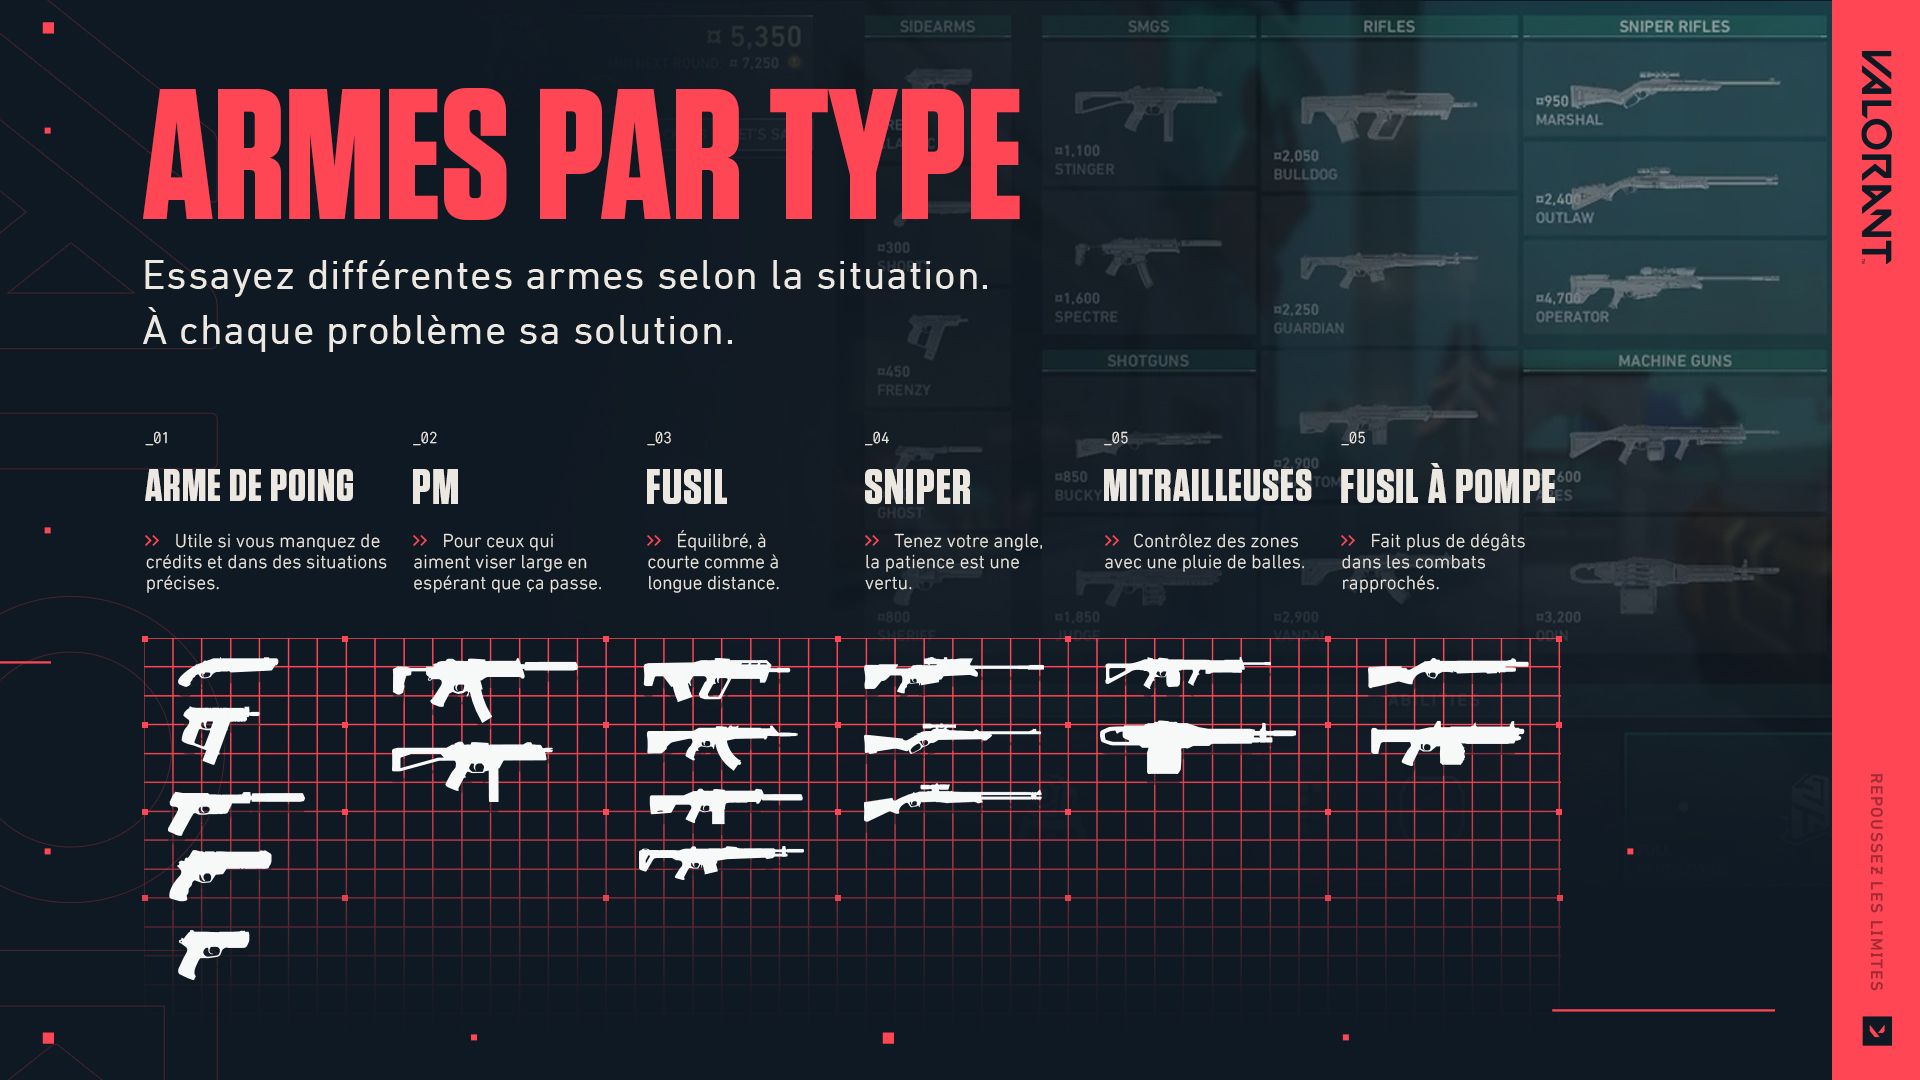 ¤ 5,350
¤ 7,250
SIDEARMS
SMGS
RIFLES
SNIPER RIFLES
VALORANT
¤950
MARSHAL
ARMES PAR TYPE
¤1,100
STINGER
¤2,050
BULLDOG
¤2,400
OUTLAW
¤300
Essayez différentes armes selon la situation.
À chaque problème sa solution.
¤1,600
SPECTRE
¤2,250
GUARDIAN
¤4,700
OPERATOR
SHOTGUNS
MACHINE GUNS
¤450
FRENZY
_01
ARME DE POING
>> Utile si vous manquez de
crédits et dans des situations
précises.
_02
PM
>> Pour ceux qui
aiment viser large en
espérant que ça passe.
_03
FUSIL
>> Équilibré, à
courte comme à
longue distance.
_04
SNIPER
>> Tenez votre angle,
la patience est une
vertu.
_05
MITRAILLEUSES
>> Contrôlez des zones
avec une pluie de balles.
_05
FUSIL À POMPE
>> Fait plus de dégâts
dans les combats
rapprochés.
¤850
BUCKY
¤2,900
GHOST
¤800
SHERIFF
¤1,850
JUDGE
¤2,900
VANDAL
¤3,200
ODIN
ABILITIES
REPOUSSEZ LES LIMITES